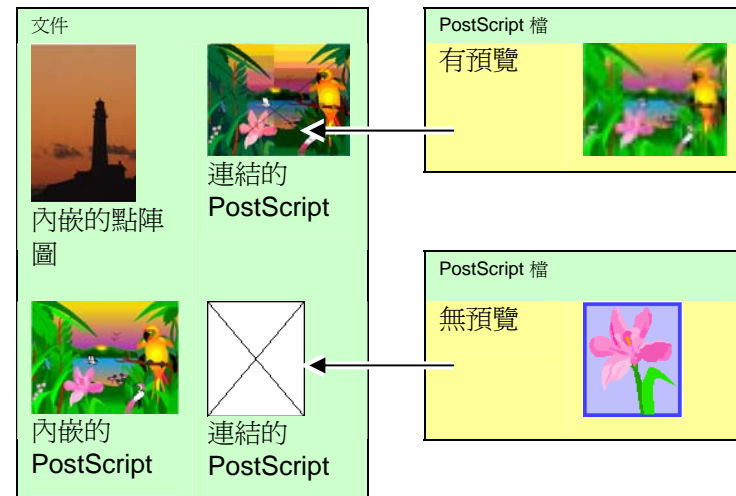 文件
內嵌的點陣
圖
連結的
PostScript
內嵌的
PostScript
連結的
PostScript
PostScript 檔
有預覽
PostScript 檔
無預覽